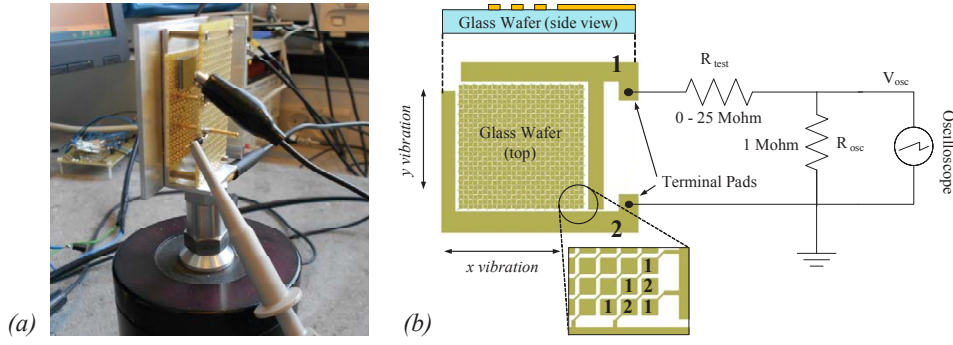 (a)
(b)
Glass Wafer (side view)
1
2
Glass Wafer
(top)
y vibration
x vibration
R test
0 - 25 Mohm
V osc
1 Mohm
R osc
Oscilloscope
Terminal Pads
1
1 2
1 2 1